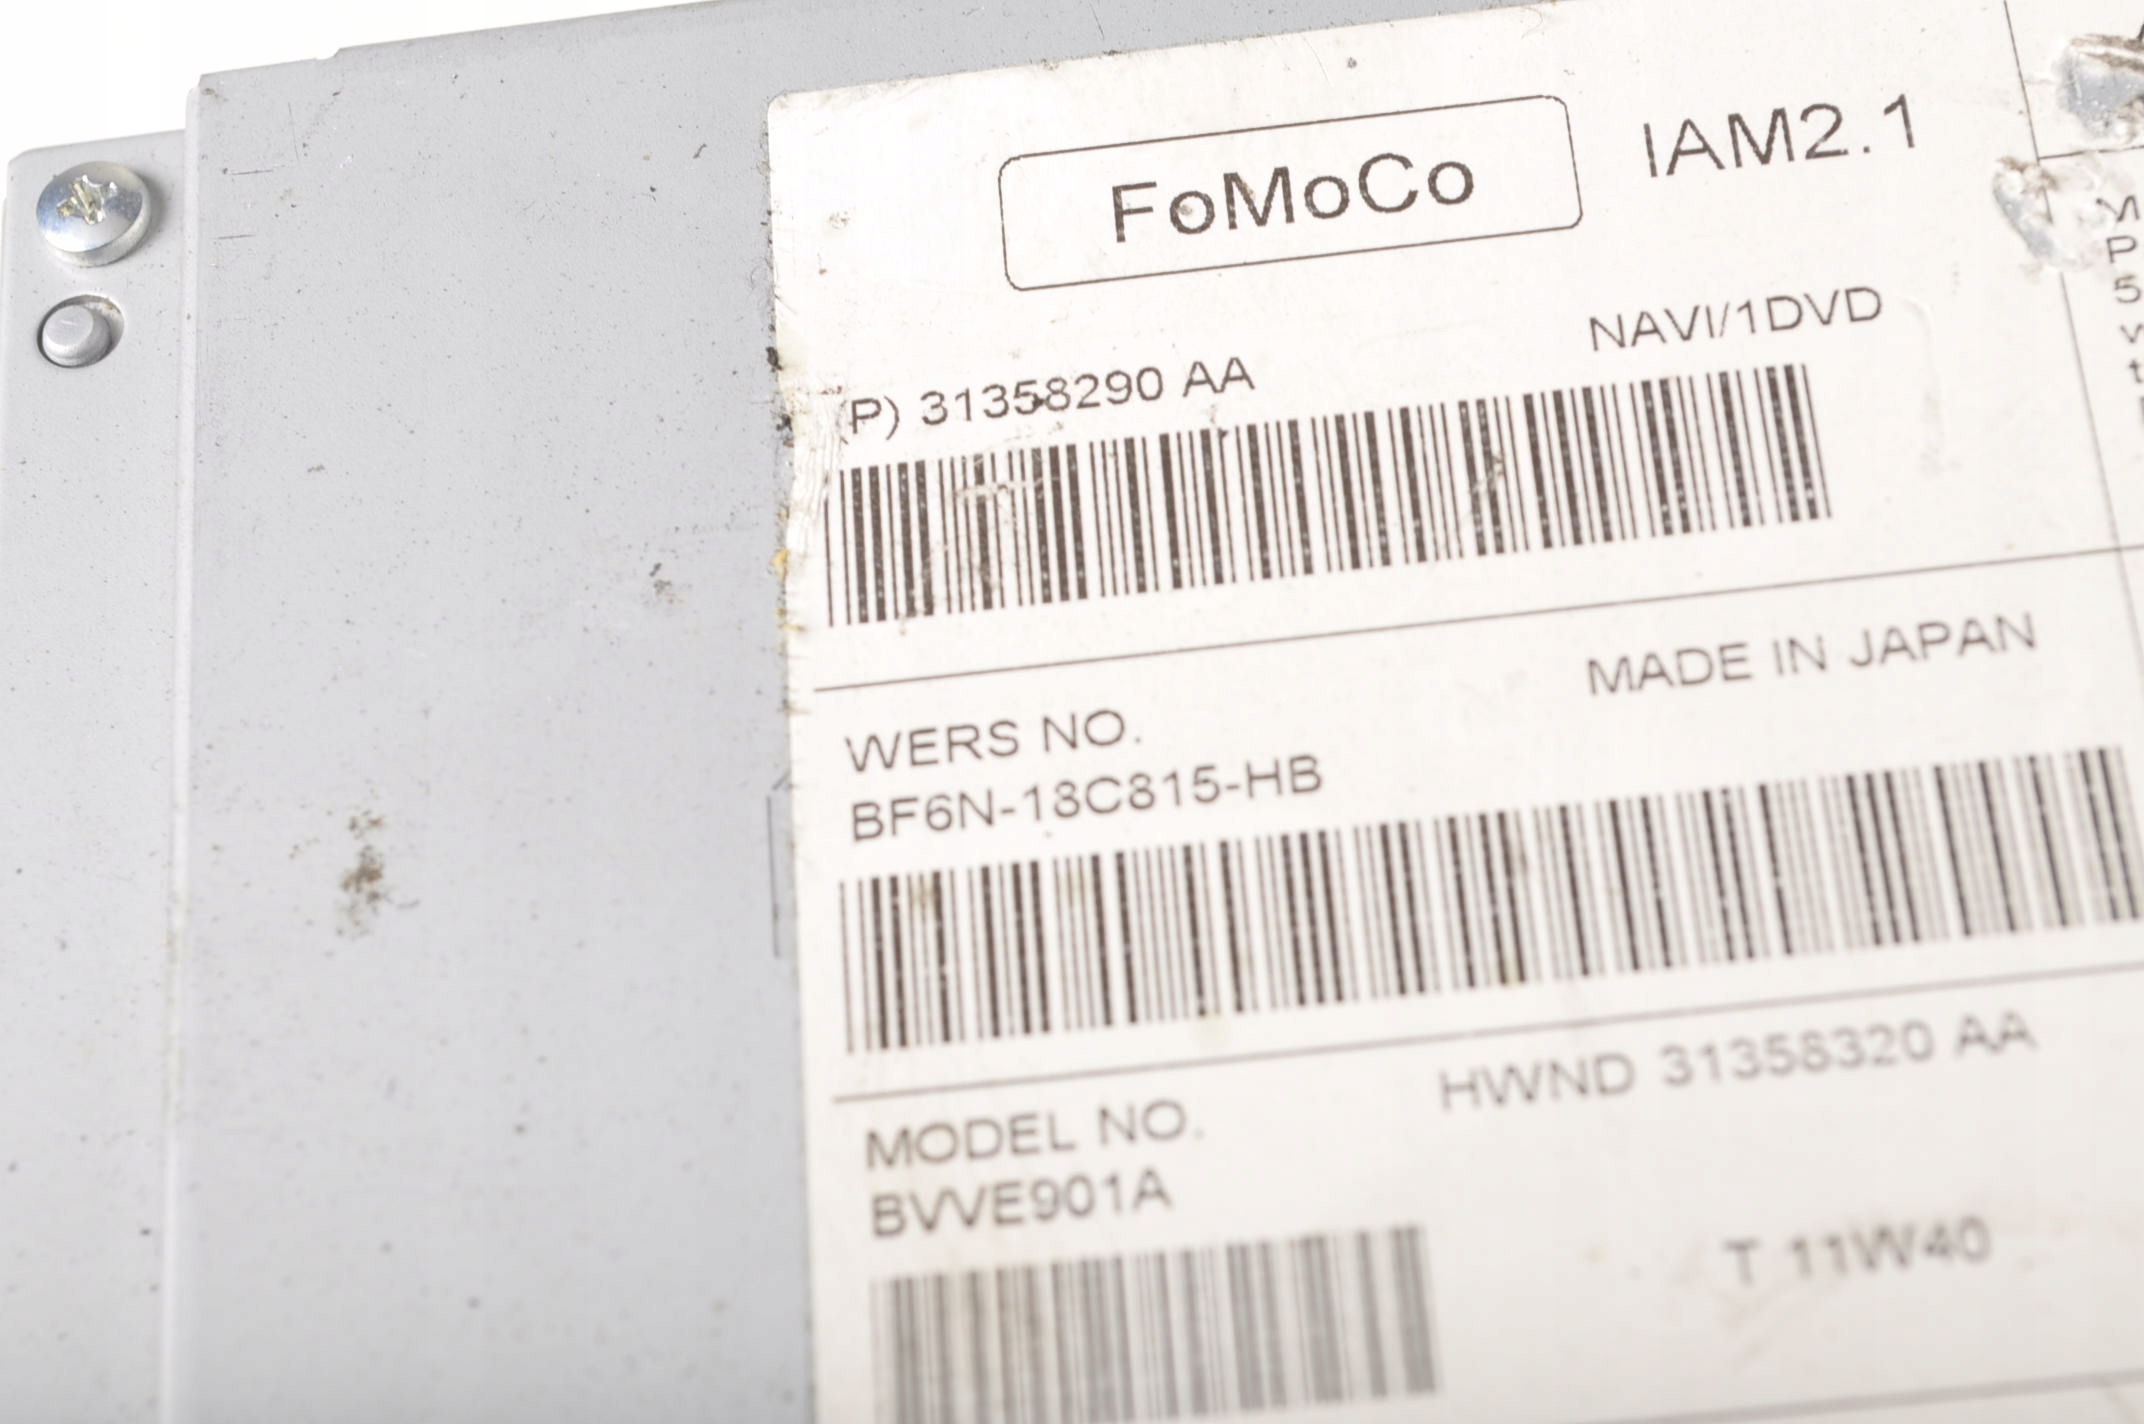 FoMoCo IAM2.1
NAVI/1DVD
(P) 31358290 AA
MADE IN JAPAN
WERS NO.
BF6N-18C815-HB
HWND 31358320 AA
MODEL NO.
BVVE901A
T 11W40